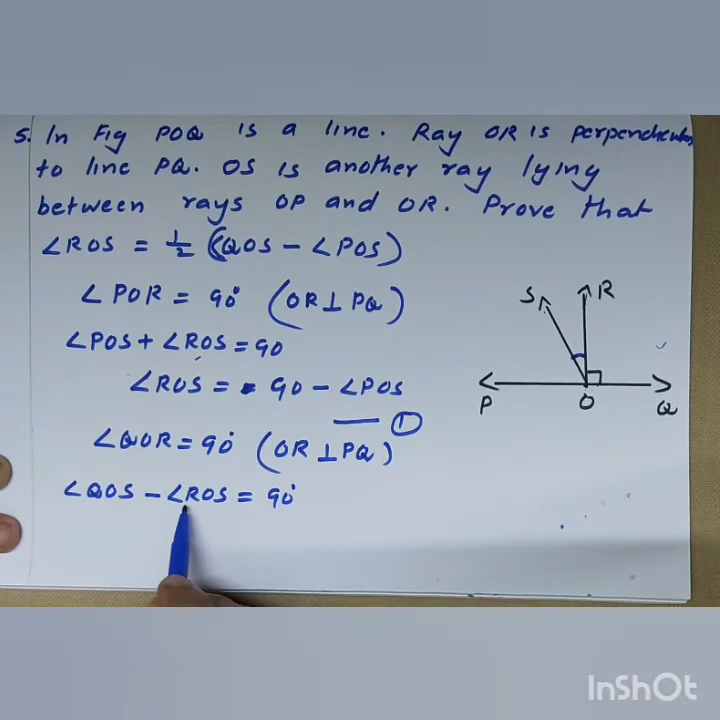 5. In Fig POQ is a line. Ray OR is perpendicular
to line PQ. OS is another ray lying
between rays OP and OR. Prove that
∠ROS = 1/2 (∠QOS − ∠POS)
∠POR = 90° (OR ⊥ PQ)
∠POS + ∠ROS = 90
∠ROS = 90 − ∠POS
— ①
∠QOR = 90° (OR ⊥ PQ)
∠QOS − ∠ROS = 90°
S R
P O Q
InShOt